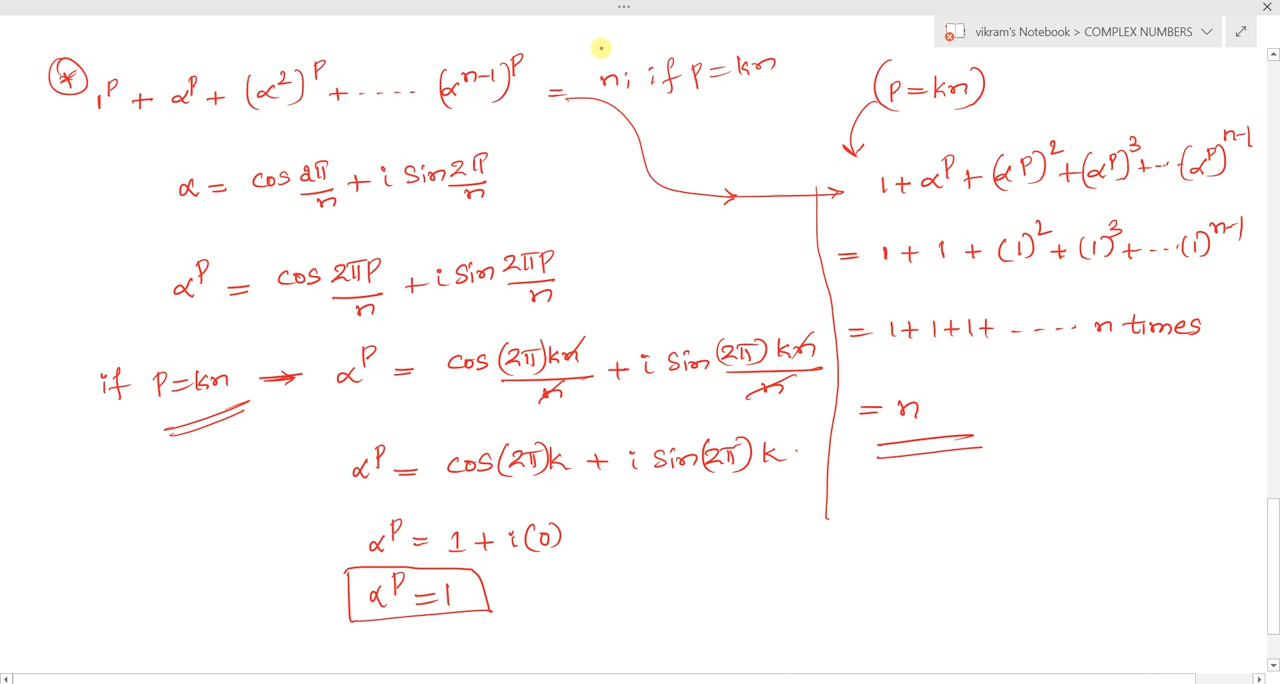 vikram's Notebook > COMPLEX NUMBERS
* 1^P + α^P + (α^2)^P + ----- (α^{n-1})^P = n; if P=kn
α = cos 2π/n + i Sin 2π/n
α^P = cos 2πP/n + i Sin 2πP/n
if P=kn → α^P = cos (2π)kn/n + i Sin (2π)kn/n
α^P = cos(2π)k + i Sin(2π)k.
α^P = 1 + i(0)
α^P = 1
(P=kn)
1 + α^P + (α^P)^2 + (α^P)^3 + --- (α^P)^{n-1}
= 1 + 1 + (1)^2 + (1)^3 + --- (1)^{n-1}
= 1+1+1+ ----- n times
= n